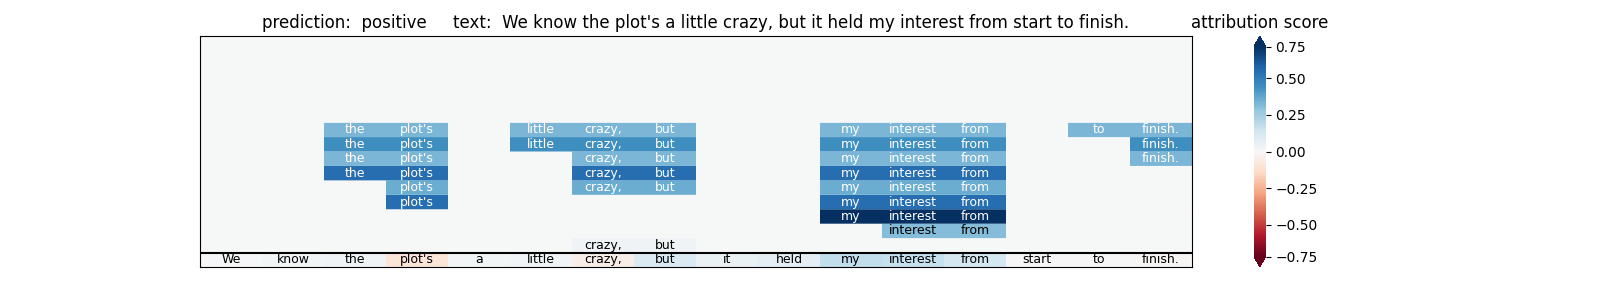 prediction:  positive     text:  We know the plot's a little crazy, but it held my interest from start to finish.     attribution score
0.75
0.50
0.25
0.00
−0.25
−0.50
−0.75
the plot's little crazy, but my interest from to finish.
the plot's little crazy, but my interest from finish.
the plot's crazy, but my interest from finish.
the plot's crazy, but my interest from
plot's crazy, but my interest from
plot's my interest from
my interest from
interest from
crazy, but
We know the plot's a little crazy, but it held my interest from start to finish.